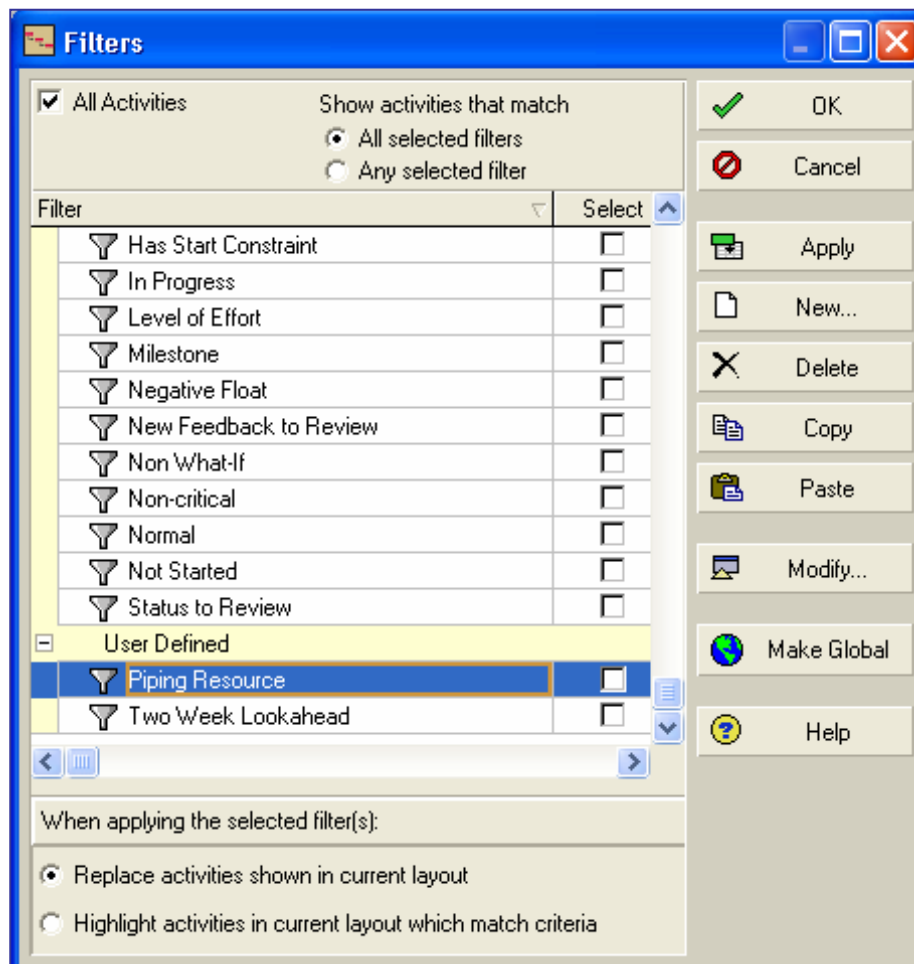 Filters
All Activities
Show activities that match
All selected filters
Any selected filter
Filter Select
Has Start Constraint
In Progress
Level of Effort
Milestone
Negative Float
New Feedback to Review
Non What-If
Non-critical
Normal
Not Started
Status to Review
User Defined
Piping Resource
Two Week Lookahead
When applying the selected filter(s):
Replace activities shown in current layout
Highlight activities in current layout which match criteria
OK
Cancel
Apply
New...
Delete
Copy
Paste
Modify...
Make Global
Help